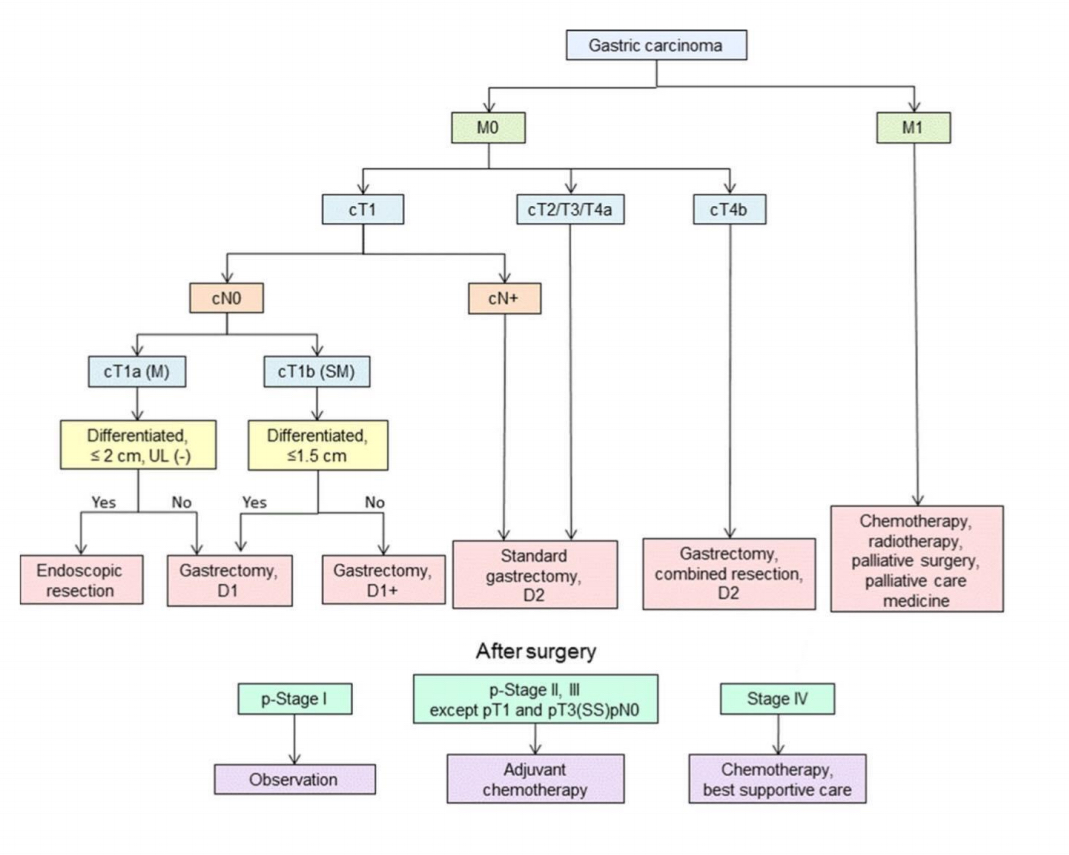 Gastric carcinoma
M0
M1
cT1
cT2/T3/T4a
cT4b
cN0
cN+
cT1a (M)
cT1b (SM)
Differentiated,
≤ 2 cm, UL (-)
Differentiated,
≤1.5 cm
Yes
No
Yes
No
Endoscopic
resection
Gastrectomy,
D1
Gastrectomy,
D1+
Standard
gastrectomy,
D2
Gastrectomy,
combined resection,
D2
Chemotherapy,
radiotherapy,
palliative surgery,
palliative care
medicine
After surgery
p-Stage I
p-Stage II, III
except pT1 and pT3(SS)pN0
Stage IV
Observation
Adjuvant
chemotherapy
Chemotherapy,
best supportive care